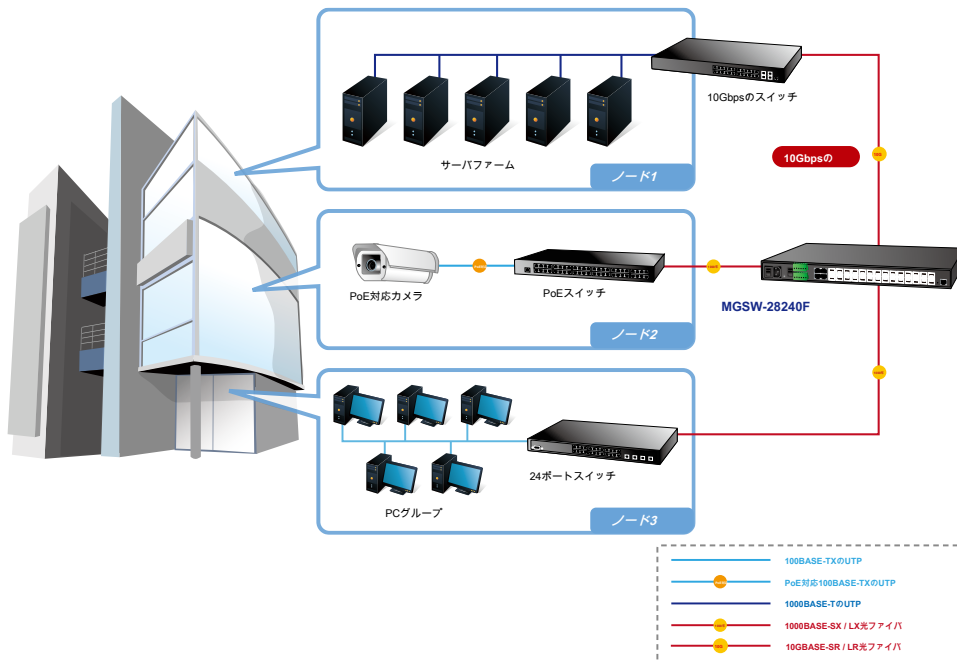 10Gbpsのスイッチ
サーバファーム
ノード1
10Gbpsの
PoE対応カメラ
PoEスイッチ
ノード2
MGSW-28240F
PCグループ
24ポートスイッチ
ノード3
100BASE-TXのUTP
PoE対応100BASE-TXのUTP
1000BASE-TのUTP
1000BASE-SX / LX光ファイバ
10GBASE-SR / LR光ファイバ